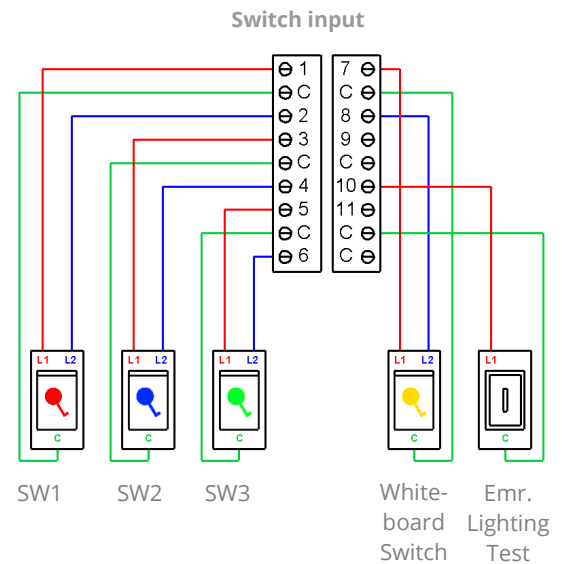 Switch input
1
C
2
3
C
4
5
C
6
7
C
8
9
C
10
11
C
C
L1 L2
C
L1 L2
C
L1 L2
C
L1 L2
C
L1
C
SW1
SW2
SW3
White-
board
Switch
Emr.
Lighting
Test